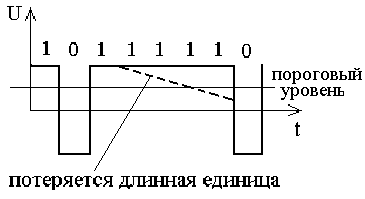 U
1 0 1 1 1 1 1 0
пороговый
уровень
t
потеряется длинная единица